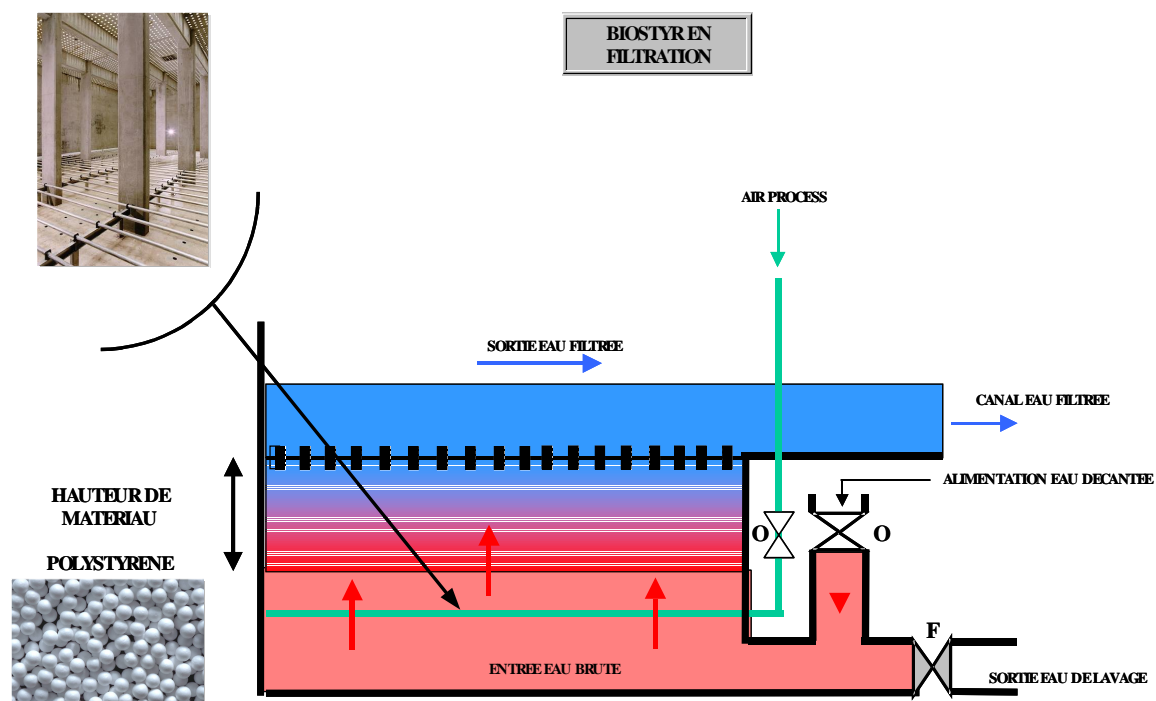 BIOSTYR EN
FILTRATION
AIR PROCESS
SORTIE EAU FILTREE
CANAL EAU FILTREE
ALIMENTATION EAU DECANTEE
HAUTEUR DE
MATERIAU
POLYSTYRENE
O
O
F
ENTREE EAU BRUTE
SORTIE EAU DE LAVAGE